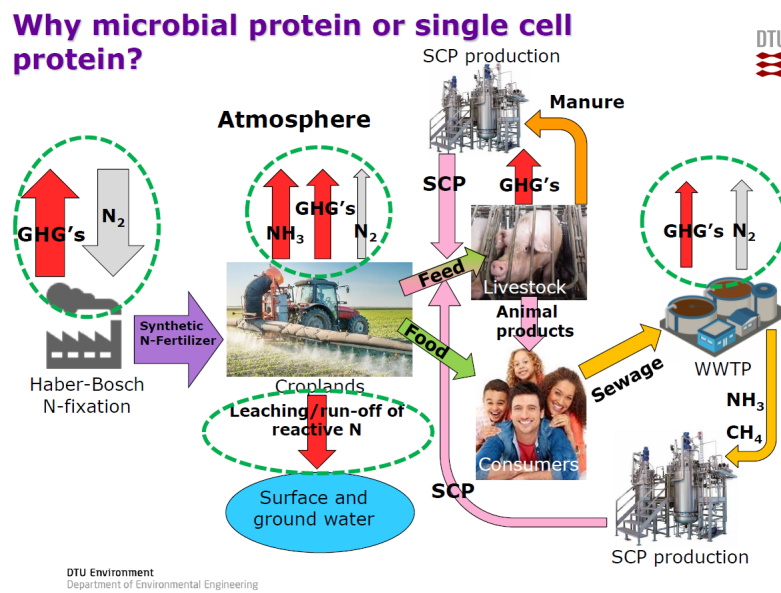 Why microbial protein or single cell
protein?
DTU
SCP production
Manure
Atmosphere
SCP
GHG's
N₂
GHG's
NH₃
GHG's
N₂
GHG's
N₂
Feed
Livestock
Synthetic
N-Fertilizer
Animal
products
Food
Haber-Bosch
N-fixation
Croplands
Sewage
WWTP
Leaching/run-off of
reactive N
NH₃
CH₄
Consumers
SCP
Surface and
ground water
SCP production
DTU Environment
Department of Environmental Engineering